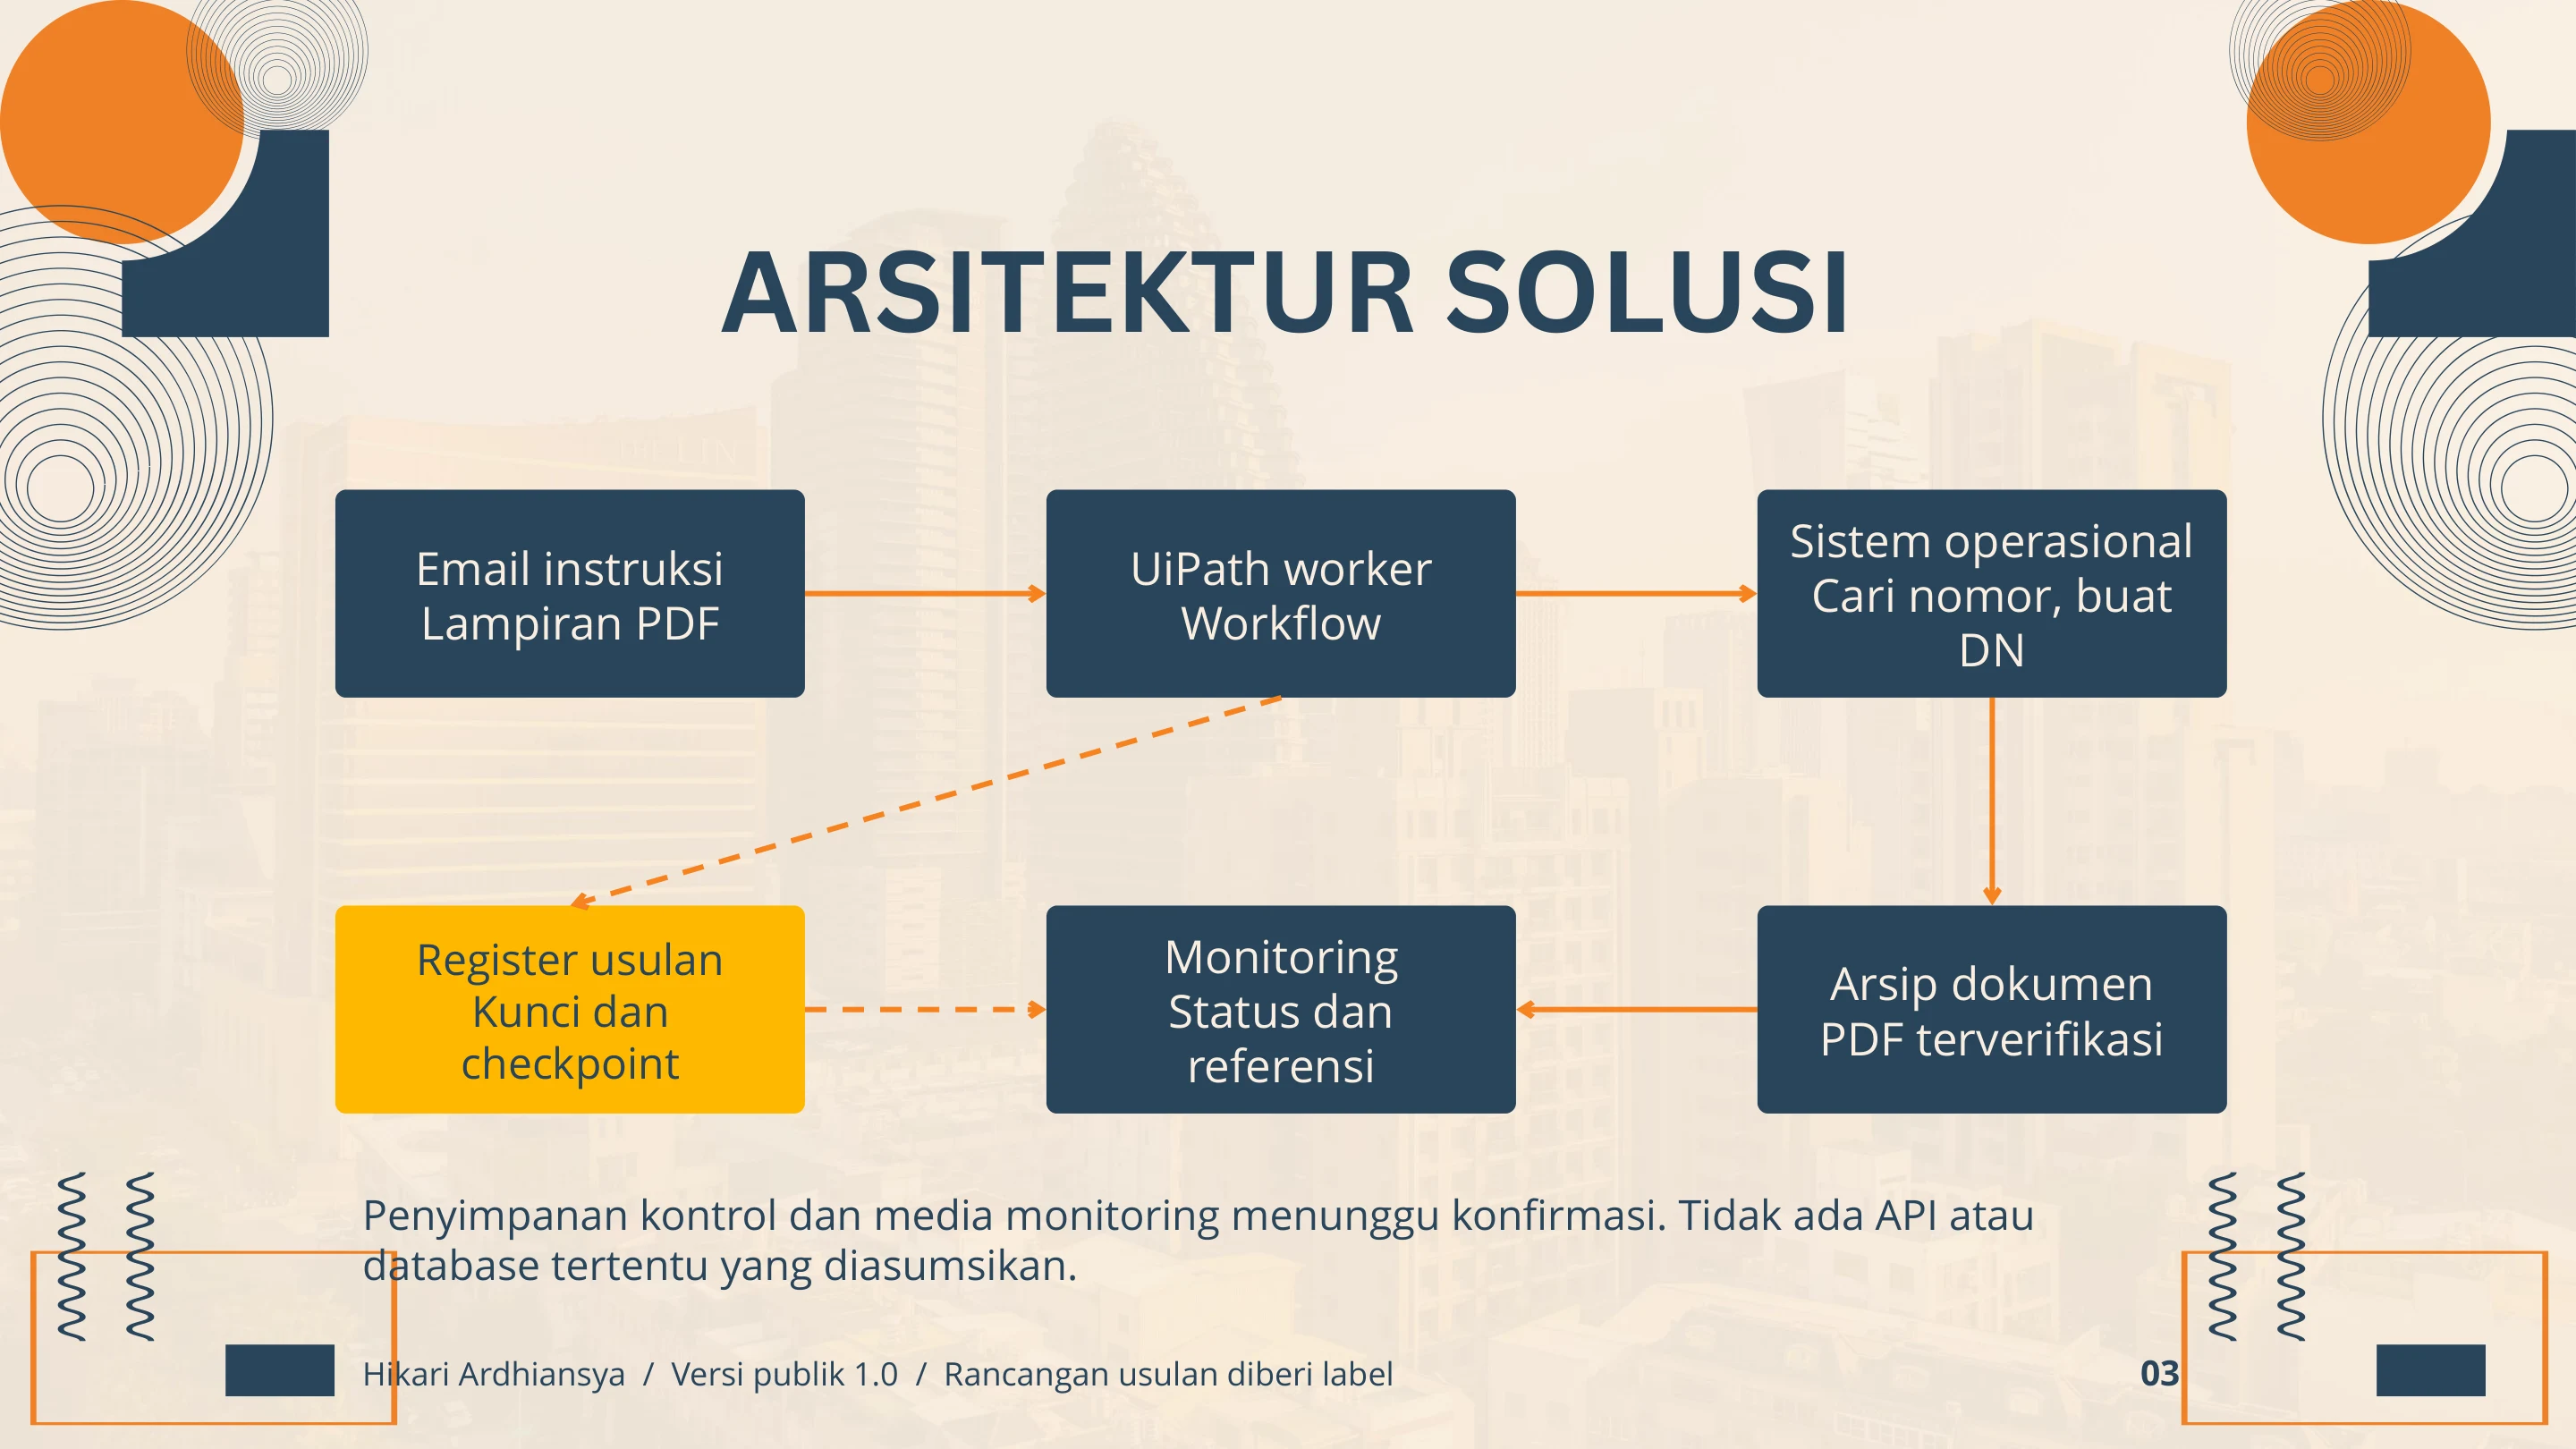 ARSITEKTUR SOLUSI
Email instruksi
Lampiran PDF
UiPath worker
Workflow
Sistem operasional
Cari nomor, buat
DN
Register usulan
Kunci dan
checkpoint
Monitoring
Status dan
referensi
Arsip dokumen
PDF terverifikasi
Penyimpanan kontrol dan media monitoring menunggu konfirmasi. Tidak ada API atau
database tertentu yang diasumsikan.
Hikari Ardhiansya / Versi publik 1.0 / Rancangan usulan diberi label
03